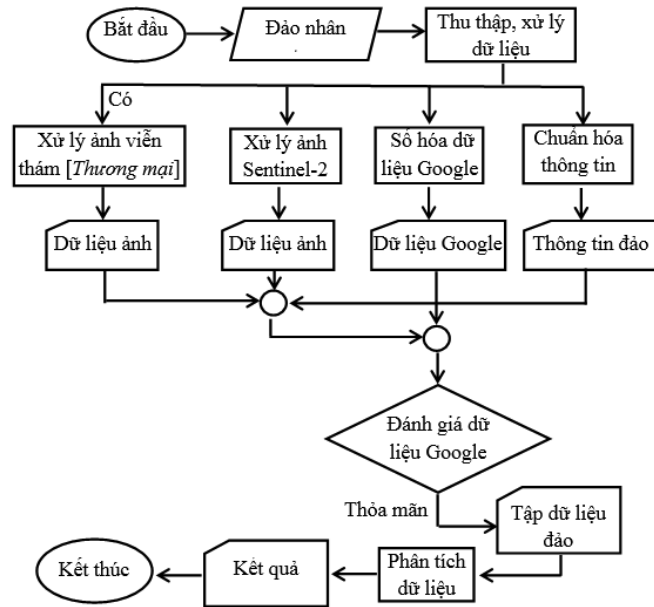 Bắt đầu
Đảo nhân
Thu thập, xử lý
dữ liệu
Có
Xử lý ảnh viễn
thám [Thương mại]
Xử lý ảnh
Sentinel-2
Số hóa dữ
liệu Google
Chuẩn hóa
thông tin
Dữ liệu ảnh
Dữ liệu ảnh
Dữ liệu Google
Thông tin đảo
Đánh giá dữ
liệu Google
Thỏa mãn
Tập dữ liệu
đảo
Phân tích
dữ liệu
Kết quả
Kết thúc